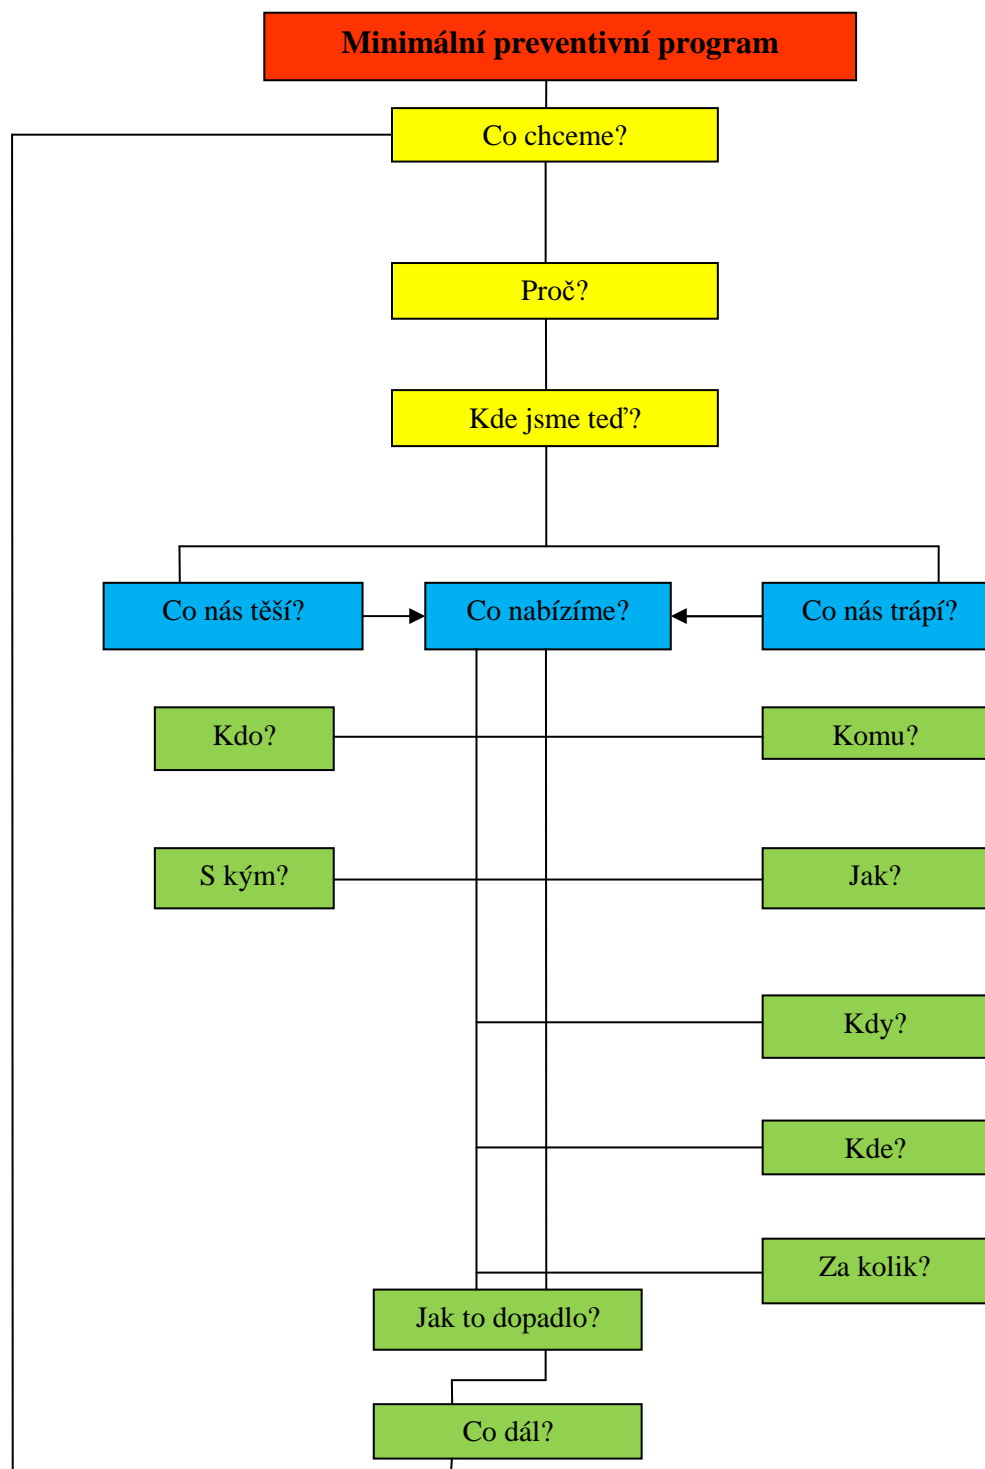 Minimální preventivní program
Co chceme?
Proč?
Kde jsme teď?
Co nás těší?
Co nabízíme?
Co nás trápí?
Kdo?
Komu?
S kým?
Jak?
Kdy?
Kde?
Za kolik?
Jak to dopadlo?
Co dál?